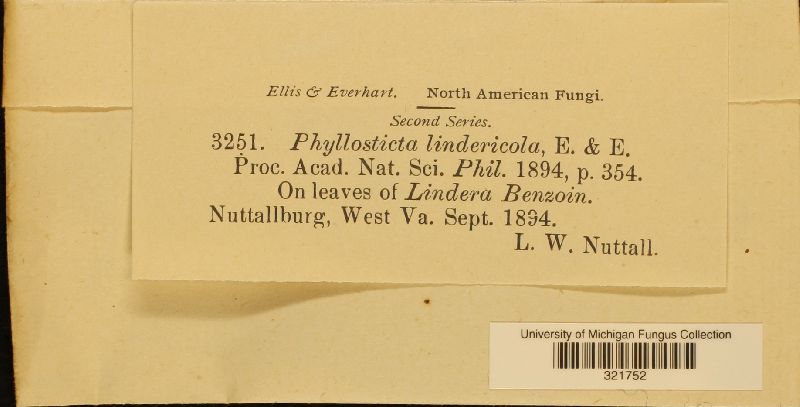 Ellis & Everhart. North American Fungi.
Second Series.
3251. Phyllosticta lindericola, E. & E.
Proc. Acad. Nat. Sci. Phil. 1894, p. 354.
On leaves of Lindera Benzoin.
Nuttallburg, West Va. Sept. 1894.
L. W. Nuttall.
University of Michigan Fungus Collection
321752